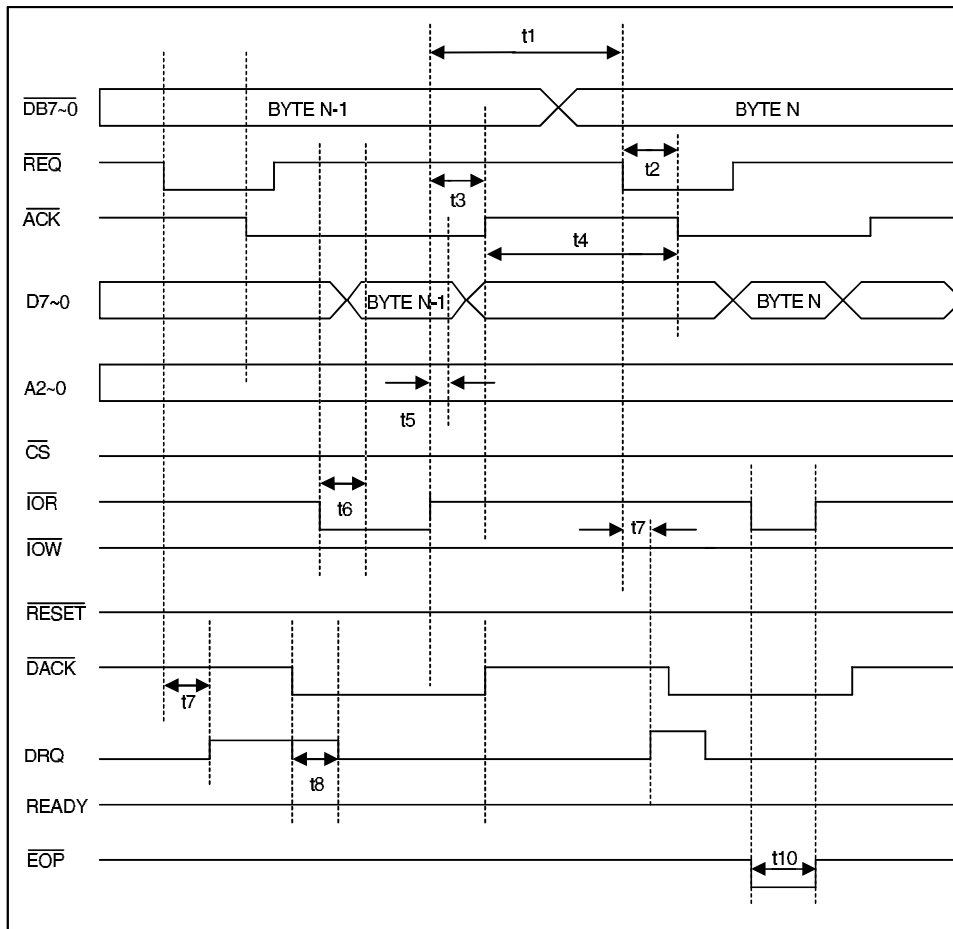 t1
DB7~0 BYTE N-1 BYTE N
REQ t2
t3
ACK
t4
D7~0 BYTE N-1 BYTE N
A2~0
t5
CS
IOR t6
t7
IOW
RESET
DACK
t7
DRQ
t8
READY
EOP t10